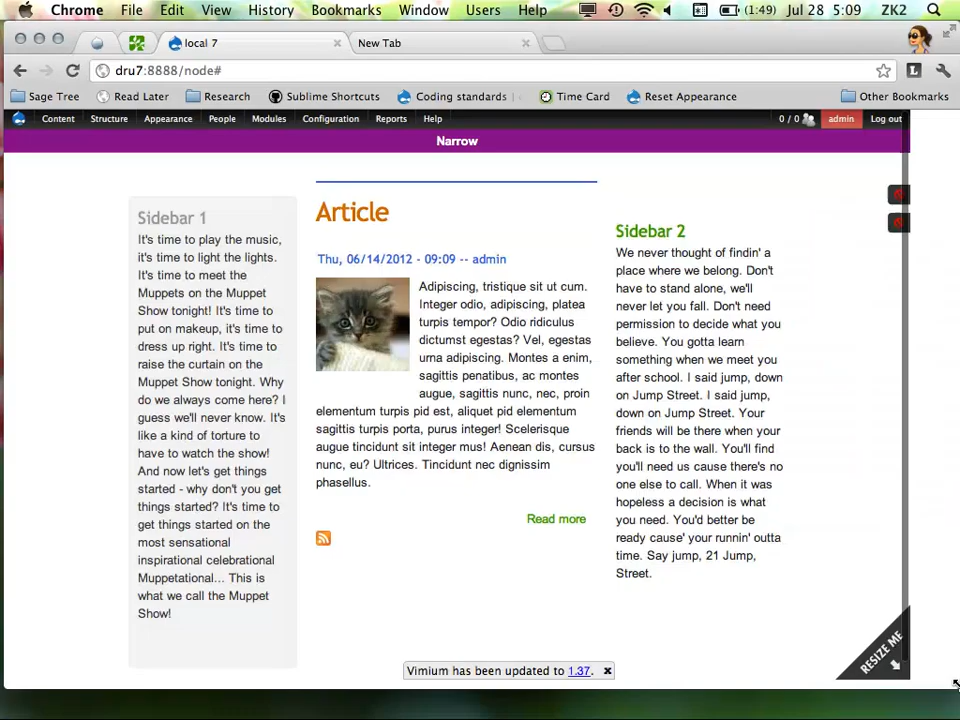 Chrome File Edit View History Bookmarks Window Users Help (1:49) Jul 28 5:09 ZK2
local 7 New Tab
dru7:8888/node#
Sage Tree Read Later Research Sublime Shortcuts Coding standards | Time Card Reset Appearance Other Bookmarks
Content Structure Appearance People Modules Configuration Reports Help 0 / 0 admin Log out
Narrow
Sidebar 1
It's time to play the music,
it's time to light the lights.
It's time to meet the
Muppets on the Muppet
Show tonight! It's time to
put on makeup, it's time to
dress up right. It's time to
raise the curtain on the
Muppet Show tonight. Why
do we always come here? I
guess we'll never know. It's
like a kind of torture to
have to watch the show!
And now let's get things
started - why don't you get
things started? It's time to
get things started on the
most sensational
inspirational celebrational
Muppetational... This is
what we call the Muppet
Show!
Article
Thu, 06/14/2012 - 09:09 -- admin
Adipiscing, tristique sit ut cum.
Integer odio, adipiscing, platea
turpis tempor? Odio ridiculus
dictumst egestas? Vel, egestas
urna adipiscing. Montes a enim,
sagittis penatibus, ac montes
augue, sagittis nunc, nec, proin
elementum turpis pid est, aliquet pid elementum
sagittis turpis porta, purus integer! Scelerisque
augue tincidunt sit integer mus! Aenean dis, cursus
nunc, eu? Ultrices. Tincidunt nec dignissim
phasellus.
Read more
Sidebar 2
We never thought of findin' a
place where we belong. Don't
have to stand alone, we'll
never let you fall. Don't need
permission to decide what you
believe. You gotta learn
something when we meet you
after school. I said jump, down
on Jump Street. I said jump,
down on Jump Street. Your
friends will be there when your
back is to the wall. You'll find
you'll need us cause there's no
one else to call. When it was
hopeless a decision is what
you need. You'd better be
ready cause' your runnin' outta
time. Say jump, 21 Jump,
Street.
RESIZE ME
Vimium has been updated to 1.37.